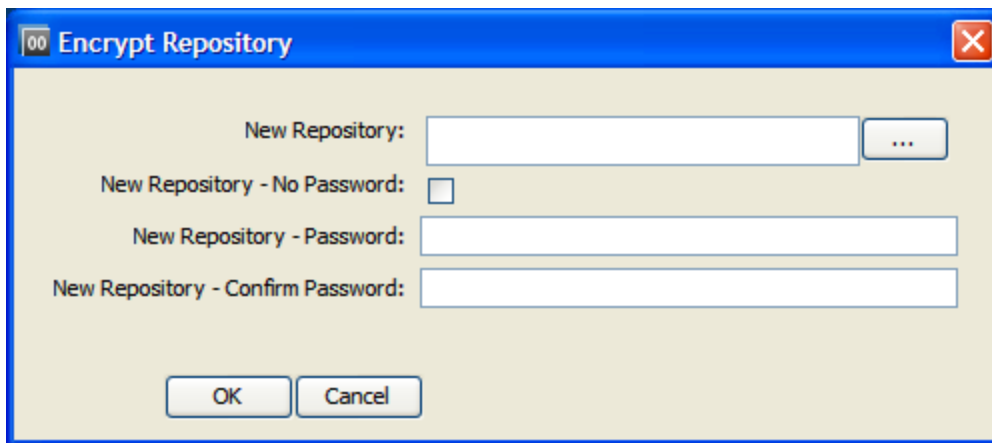 00 Encrypt Repository
New Repository:
...
New Repository - No Password:
New Repository - Password:
New Repository - Confirm Password:
OK Cancel